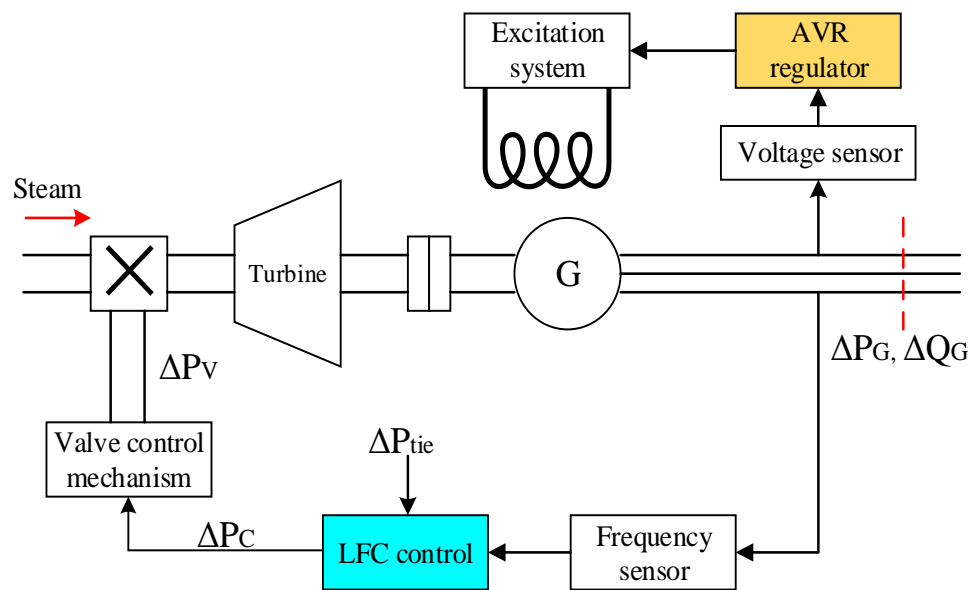 Excitation
system
AVR
regulator
Voltage sensor
Steam
Turbine
G
ΔPG, ΔQG
ΔPV
Valve control
mechanism
ΔPtie
ΔPC
LFC control
Frequency
sensor